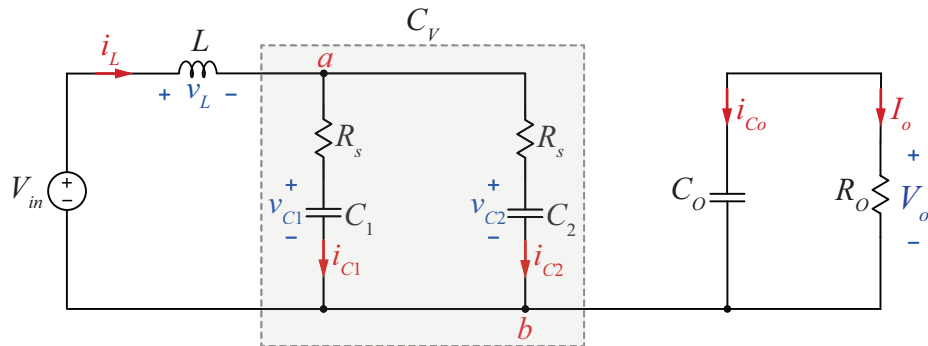 C_V
i_L
L
a
+ v_L −
i_Co
I_o
R_s
R_s
V_in
+
−
+
v_C1
−
C_1
+
v_C2
−
C_2
C_O
R_O
+
V_o
−
i_C1
i_C2
b